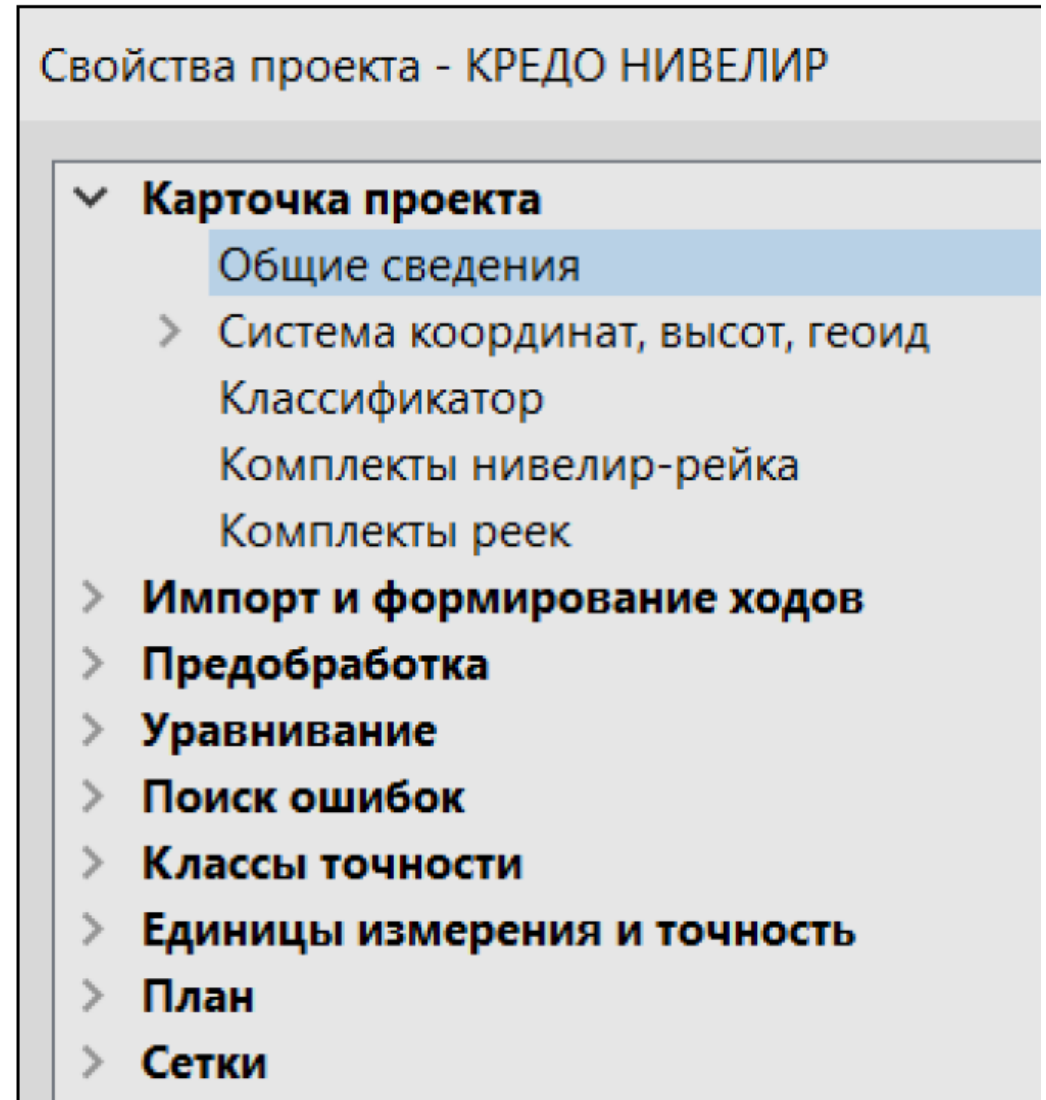 Свойства проекта - КРЕДО НИВЕЛИР
Карточка проекта
Общие сведения
Система координат, высот, геоид
Классификатор
Комплекты нивелир-рейка
Комплекты реек
Импорт и формирование ходов
Предобработка
Уравнивание
Поиск ошибок
Классы точности
Единицы измерения и точность
План
Сетки